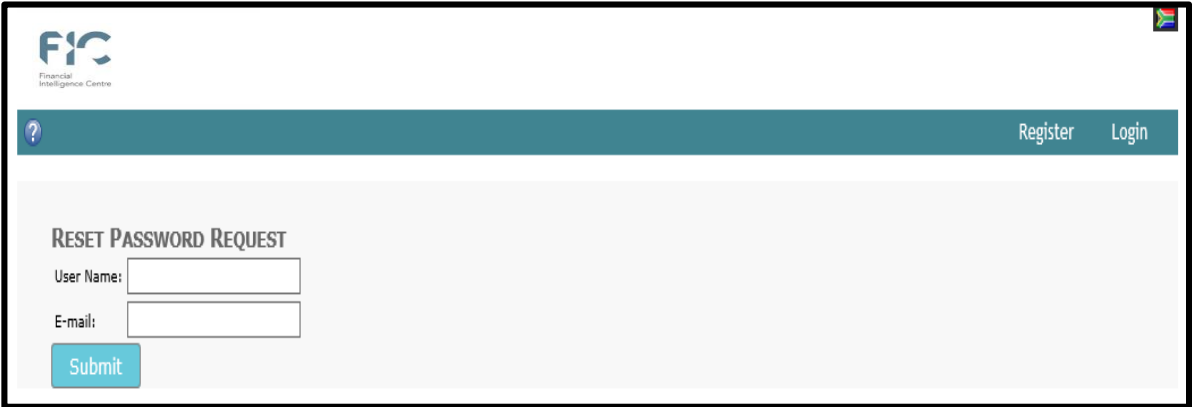 FIC
Financial
Intelligence Centre
?
Register Login
RESET PASSWORD REQUEST
User Name:
E-mail:
Submit